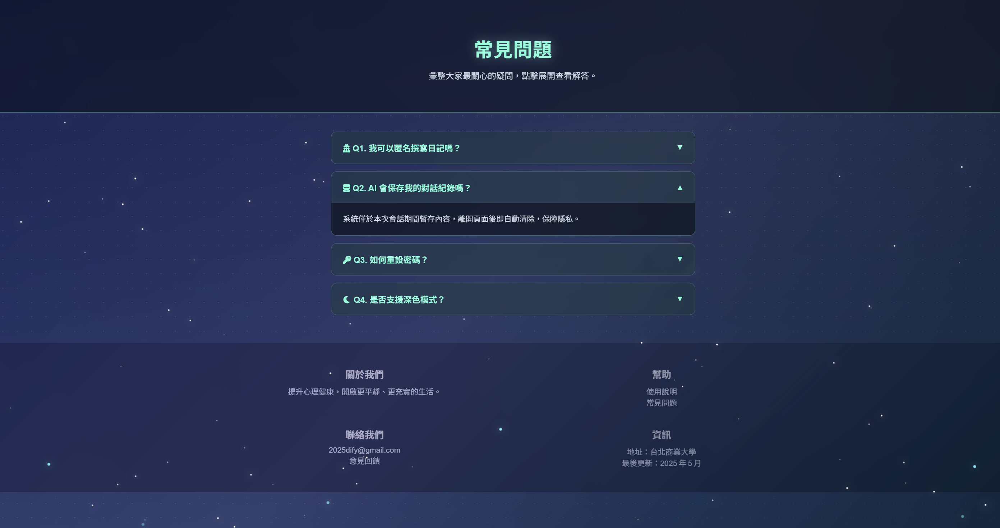 常見問題
彙整大家最關心的疑問，點擊展開查看解答。
Q1. 我可以匿名撰寫日記嗎？ ▼
Q2. AI 會保存我的對話紀錄嗎？ ▲
系統僅於本次會話期間暫存內容，離開頁面後即自動清除，保障隱私。
Q3. 如何重設密碼？ ▼
Q4. 是否支援深色模式？ ▼
關於我們
提升心理健康，開啟更平靜、更充實的生活。
幫助
使用說明
常見問題
聯絡我們
2025dify@gmail.com
意見回饋
資訊
地址：台北商業大學
最後更新：2025 年 5 月